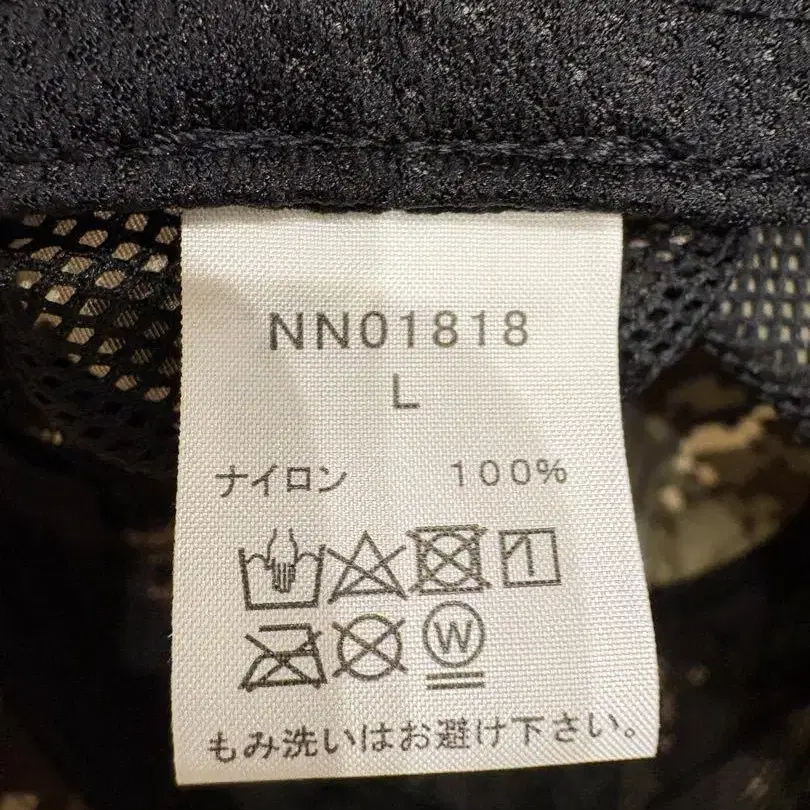 NN01818
L
ナイロン 100%
W
もみ洗いはお避け下さい。